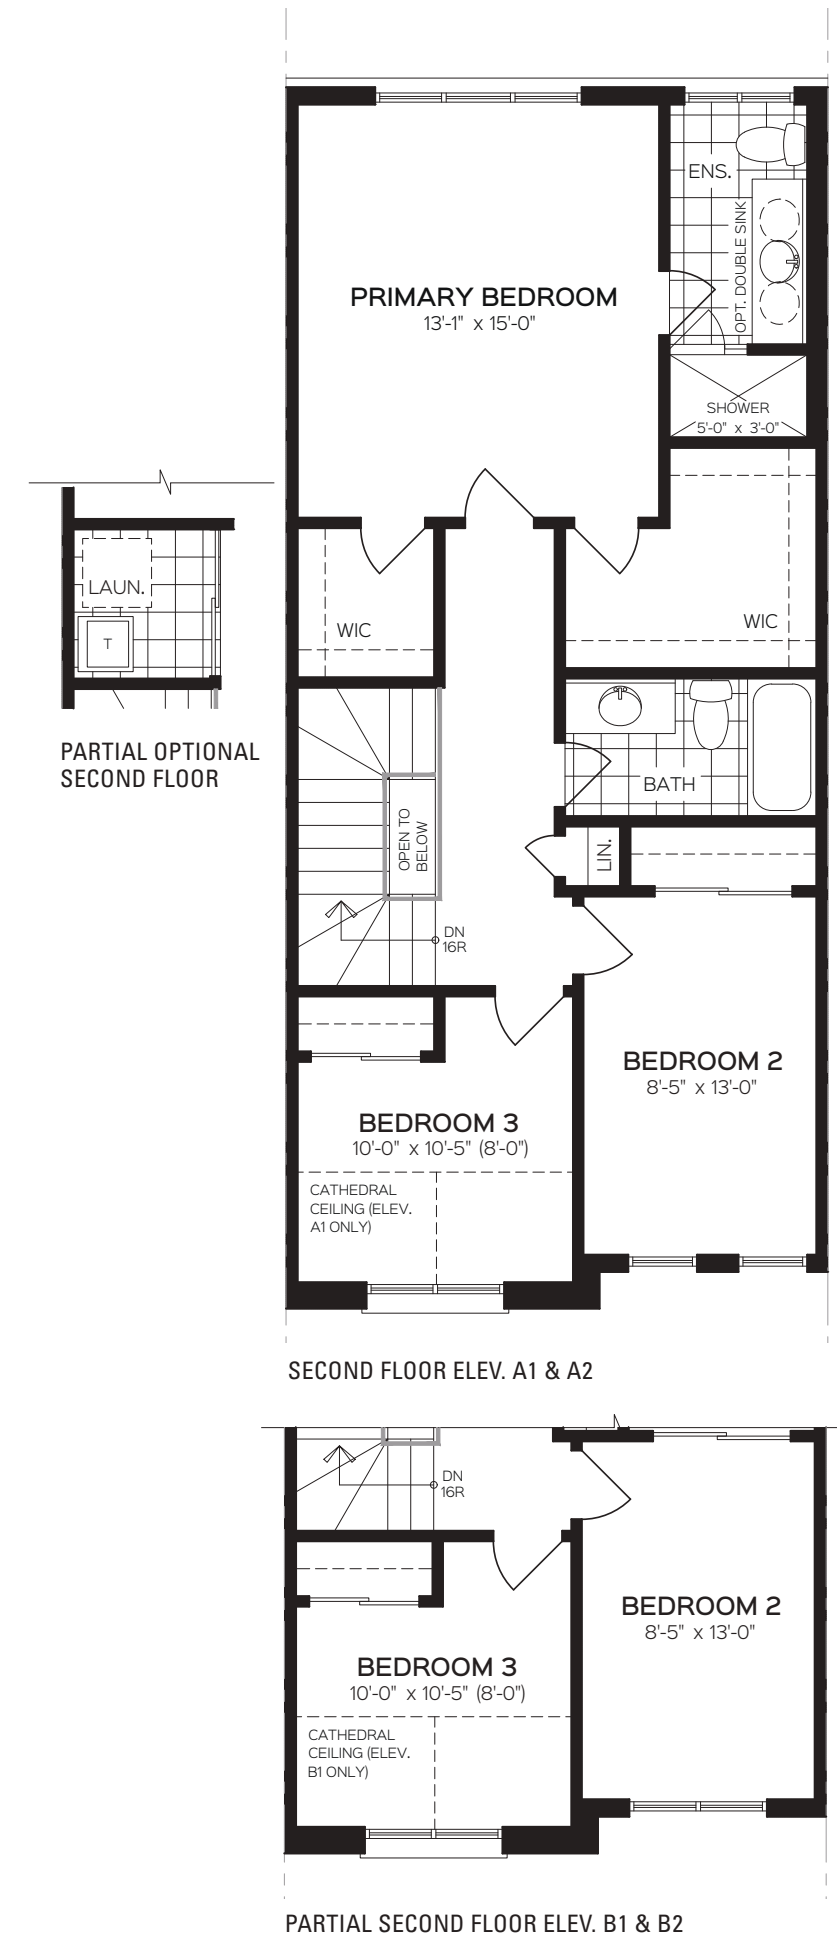 ENS.
OPT. DOUBLE SINK
PRIMARY BEDROOM
13'-1" x 15'-0"
SHOWER
5'-0" x 3'-0"
LAUN.
T
PARTIAL OPTIONAL
SECOND FLOOR
WIC
WIC
BATH
OPEN TO
BELOW
LIN.
DN
16R
BEDROOM 2
8'-5" x 13'-0"
BEDROOM 3
10'-0" x 10'-5" (8'-0")
CATHEDRAL
CEILING (ELEV.
A1 ONLY)
SECOND FLOOR ELEV. A1 & A2
DN
16R
BEDROOM 2
8'-5" x 13'-0"
BEDROOM 3
10'-0" x 10'-5" (8'-0")
CATHEDRAL
CEILING (ELEV.
B1 ONLY)
PARTIAL SECOND FLOOR ELEV. B1 & B2